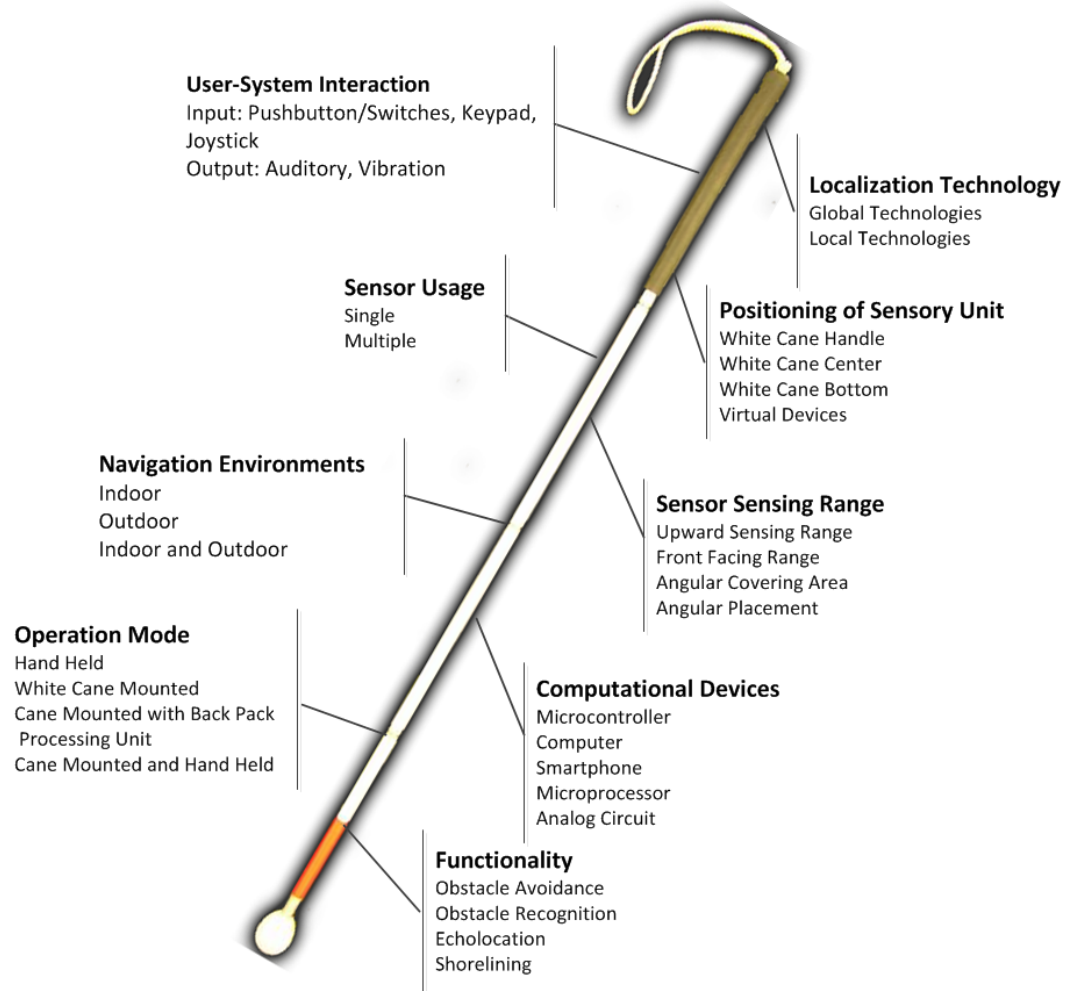 User-System Interaction
Input: Pushbutton/Switches, Keypad,
Joystick
Output: Auditory, Vibration
Localization Technology
Global Technologies
Local Technologies
Sensor Usage
Single
Multiple
Positioning of Sensory Unit
White Cane Handle
White Cane Center
White Cane Bottom
Virtual Devices
Navigation Environments
Indoor
Outdoor
Indoor and Outdoor
Sensor Sensing Range
Upward Sensing Range
Front Facing Range
Angular Covering Area
Angular Placement
Operation Mode
Hand Held
White Cane Mounted
Cane Mounted with Back Pack
Processing Unit
Cane Mounted and Hand Held
Computational Devices
Microcontroller
Computer
Smartphone
Microprocessor
Analog Circuit
Functionality
Obstacle Avoidance
Obstacle Recognition
Echolocation
Shorelining